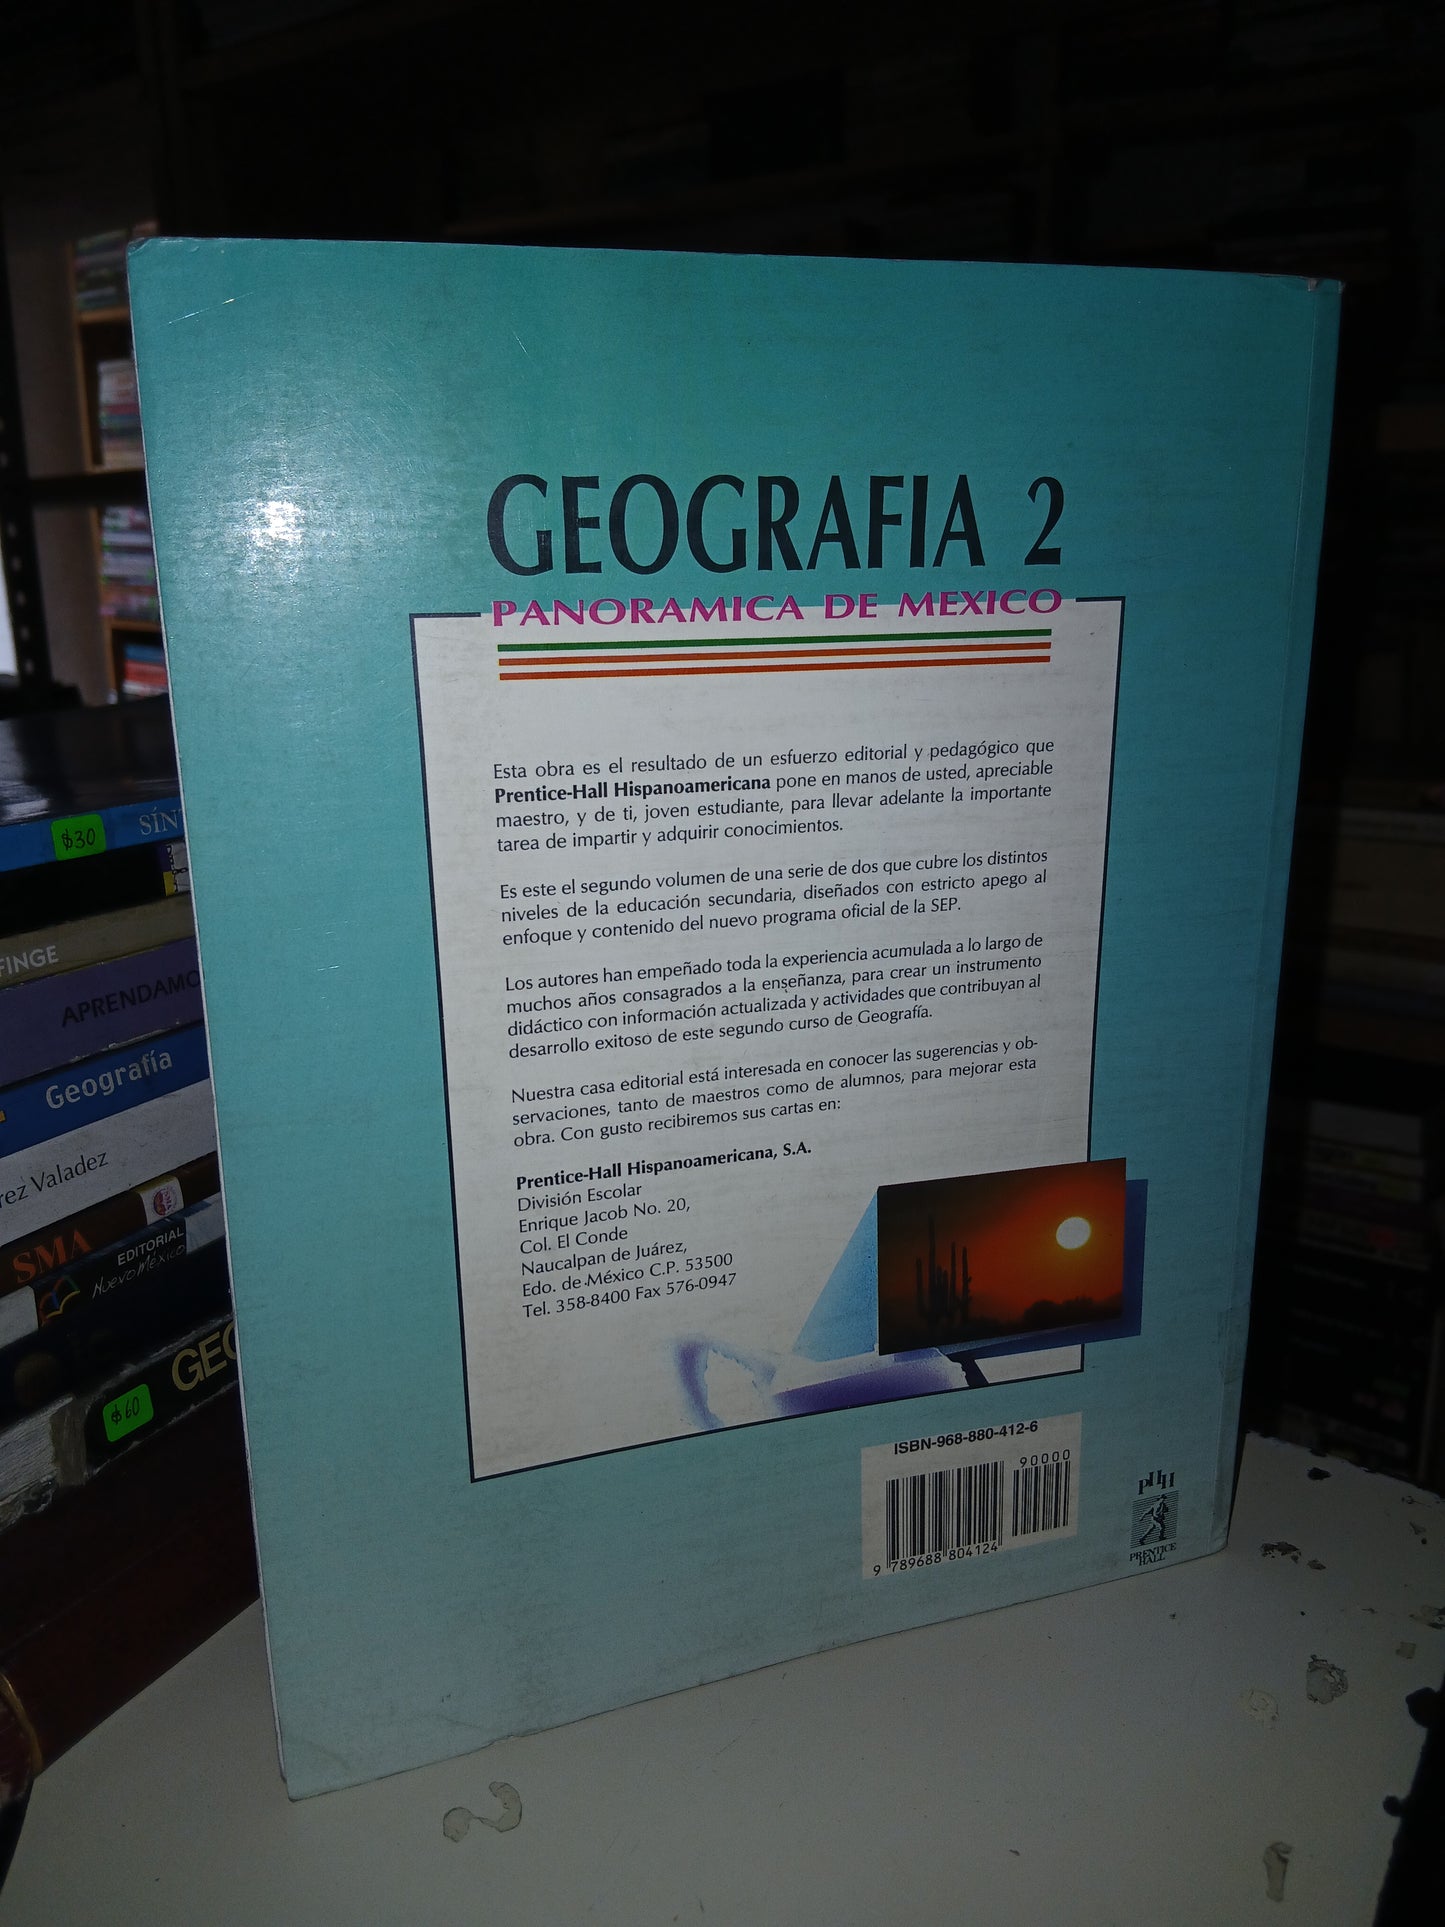 GEOGRAFIA 2
PANORAMICA DE MEXICO
Esta obra es el resultado de un esfuerzo editorial y pedagógico que
Prentice-Hall Hispanoamericana pone en manos de usted, apreciable
maestro, y de ti, joven estudiante, para llevar adelante la importante
tarea de impartir y adquirir conocimientos.
Es este el segundo volumen de una serie de dos que cubre los distintos
niveles de la educación secundaria, diseñados con estricto apego al
enfoque y contenido del nuevo programa oficial de la SEP.
Los autores han empeñado toda la experiencia acumulada a lo largo de
muchos años consagrados a la enseñanza, para crear un instrumento
didáctico con información actualizada y actividades que contribuyan al
desarrollo exitoso de este segundo curso de Geografía.
Nuestra casa editorial está interesada en conocer las sugerencias y ob-
servaciones, tanto de maestros como de alumnos, para mejorar esta
obra. Con gusto recibiremos sus cartas en:
Prentice-Hall Hispanoamericana, S.A.
División Escolar
Enrique Jacob No. 20,
Col. El Conde
Naucalpan de Juárez,
Edo. de México C.P. 53500
Tel. 358-8400 Fax 576-0947
ISBN-968-880-412-6
90000
9 789688 804124
PHH
PRENTICE
HALL
$30
SÍN
FINGE
APRENDAMO
Geografía
rez Valadez
SMA
EDITORIAL
Nuevo México
GEO
$60